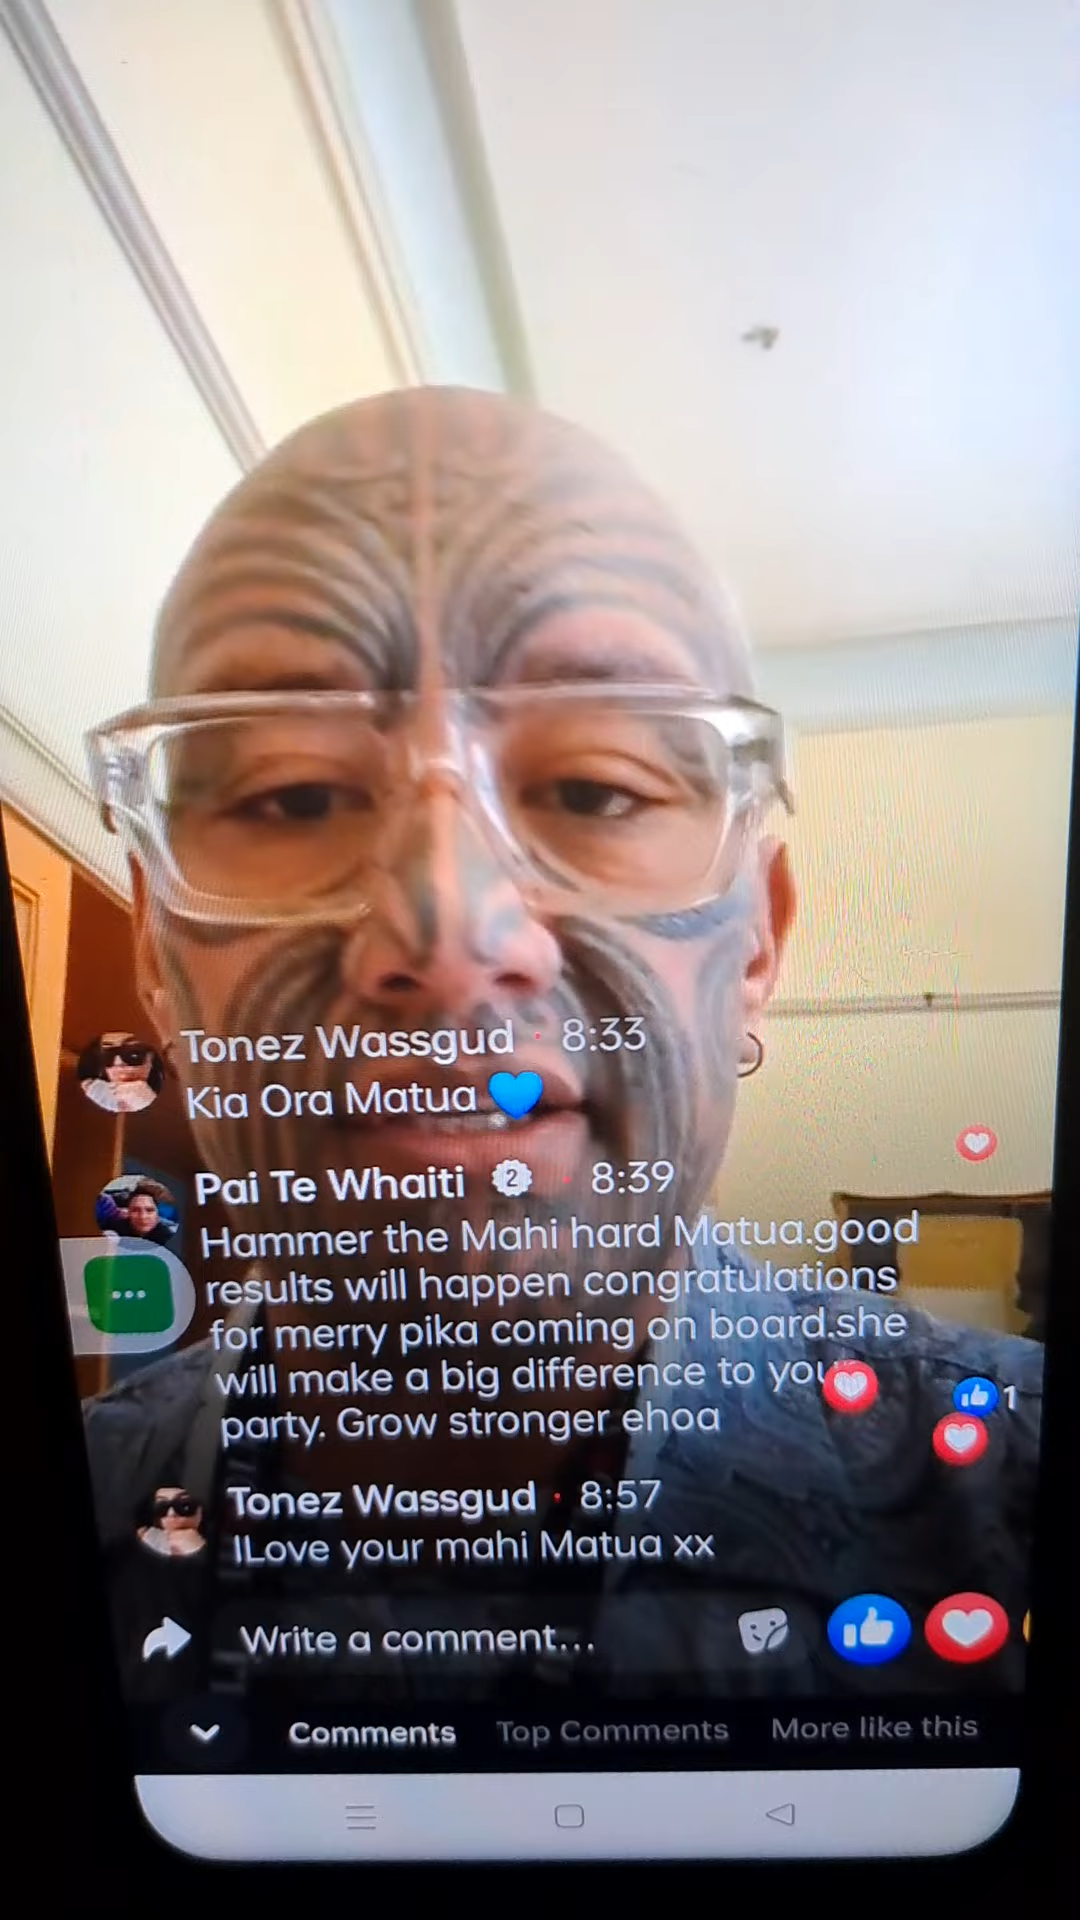 Tonez Wassgud · 8:33
Kia Ora Matua 💙
Pai Te Whaiti 2 · 8:39
Hammer the Mahi hard Matua.good
results will happen congratulations
for merry pika coming on board.she
will make a big difference to you
party. Grow stronger ehoa
1
Tonez Wassgud · 8:57
ILove your mahi Matua xx
Write a comment...
Comments Top Comments More like this